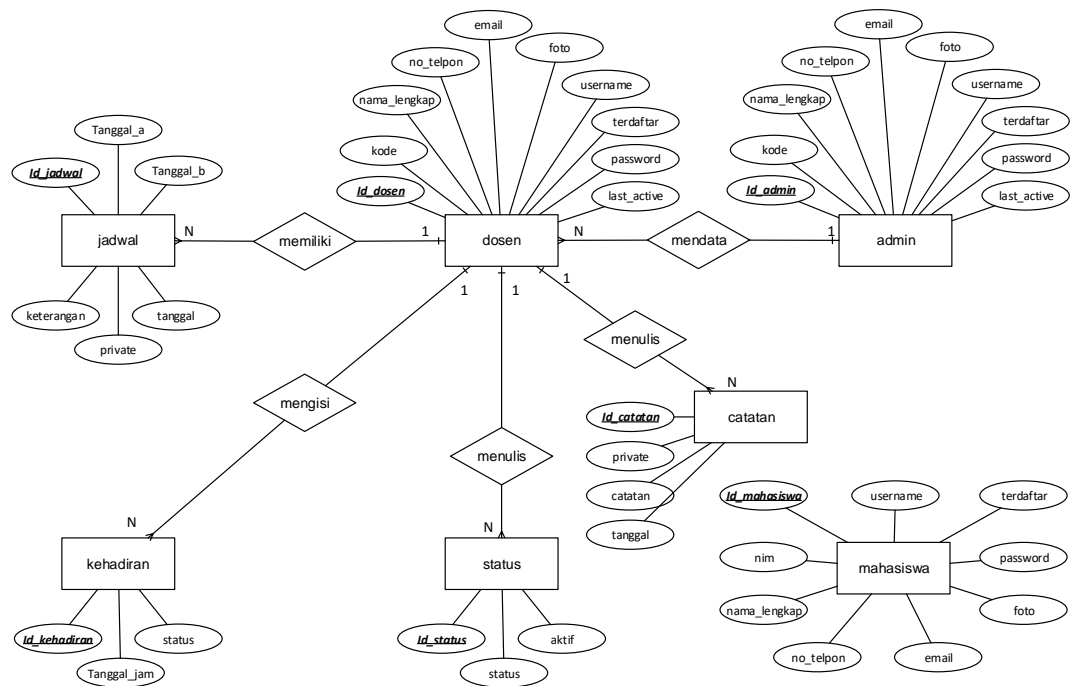 email
email
foto
foto
no_telpon
no_telpon
username
username
nama_lengkap
nama_lengkap
terdaftar
terdaftar
Tanggal_a
kode
kode
password
password
Id_jadwal
Tanggal_b
Id_dosen
Id_admin
last_active
last_active
jadwal
N
memiliki
1
dosen
N
mendata
1
admin
1
1
1
keterangan
tanggal
private
menulis
N
mengisi
Id_catatan
catatan
private
menulis
catatan
Id_mahasiswa
username
terdaftar
N
N
tanggal
kehadiran
status
nim
mahasiswa
password
nama_lengkap
foto
Id_kehadiran
status
Id_status
aktif
no_telpon
email
Tanggal_jam
status